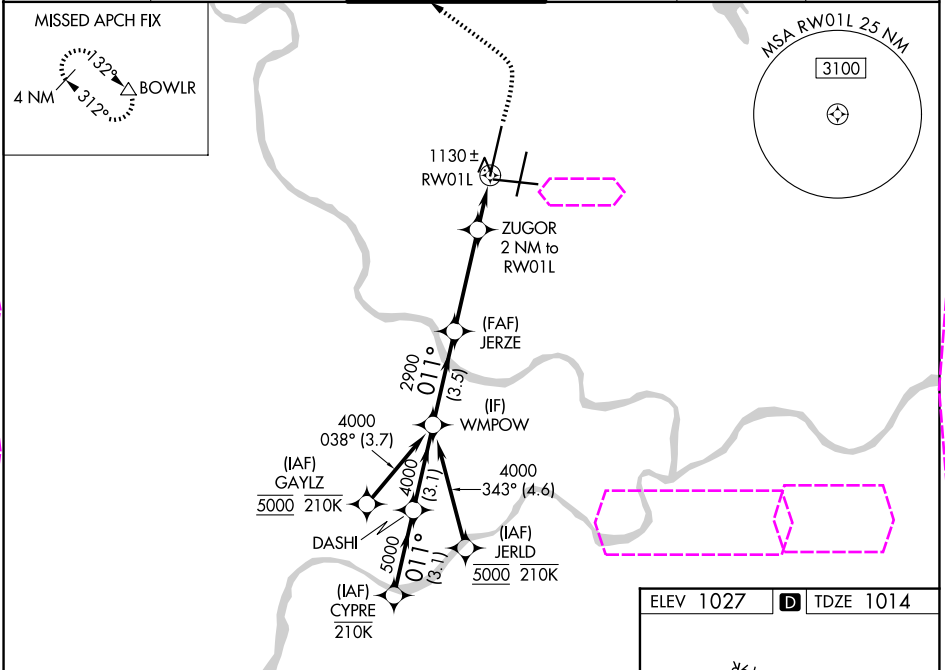 MISSED APCH FIX
132°
BOWLR
4 NM
312°
MSA RW01L 25 NM
3100
1130 ±
RW01L
ZUGOR
2 NM to
RW01L
(FAF)
JERZE
2900
011°
(3.5)
(IF)
WMPOW
4000
038° (3.7)
(IAF)
GAYLZ
5000 210K
4000
(3.1)
4000
343° (4.6)
DASHI
(IAF)
JERLD
5000 210K
5000
011°
(3.1)
(IAF)
CYPRE
210K
ELEV 1027 D TDZE 1014